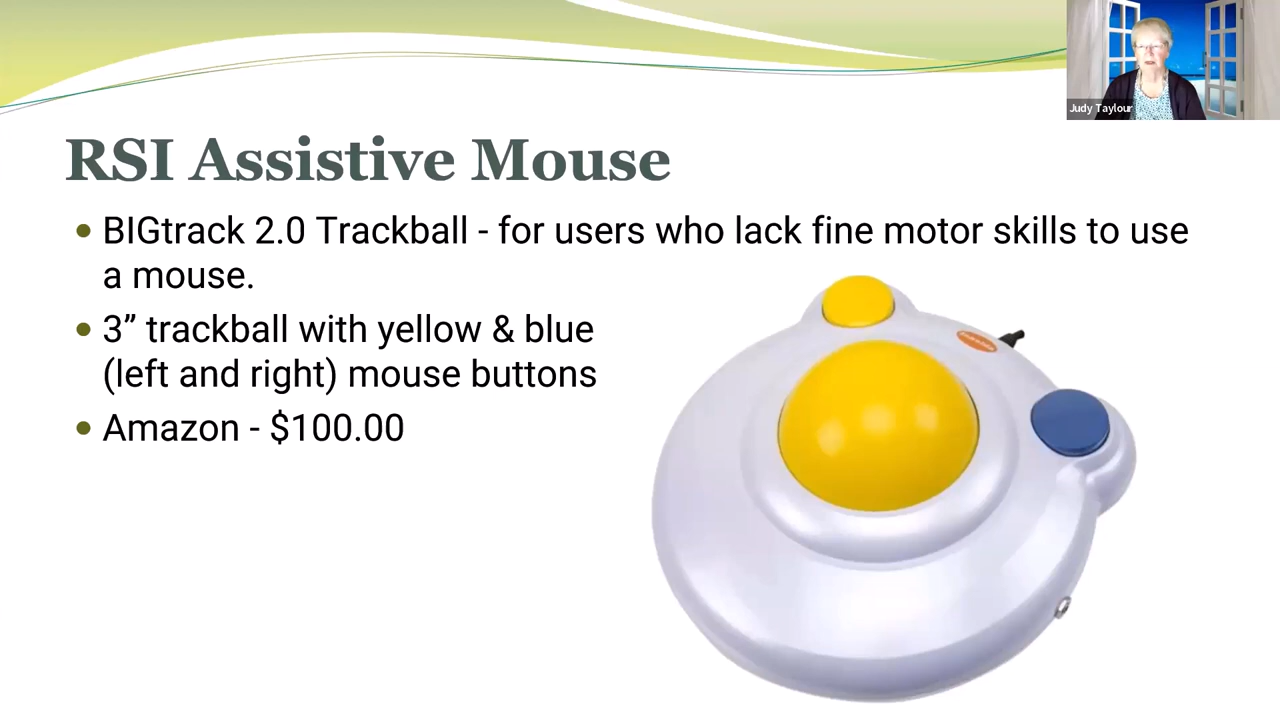 Judy Taylour
RSI Assistive Mouse
BIGtrack 2.0 Trackball - for users who lack fine motor skills to use
a mouse.
3” trackball with yellow & blue
(left and right) mouse buttons
Amazon - $100.00